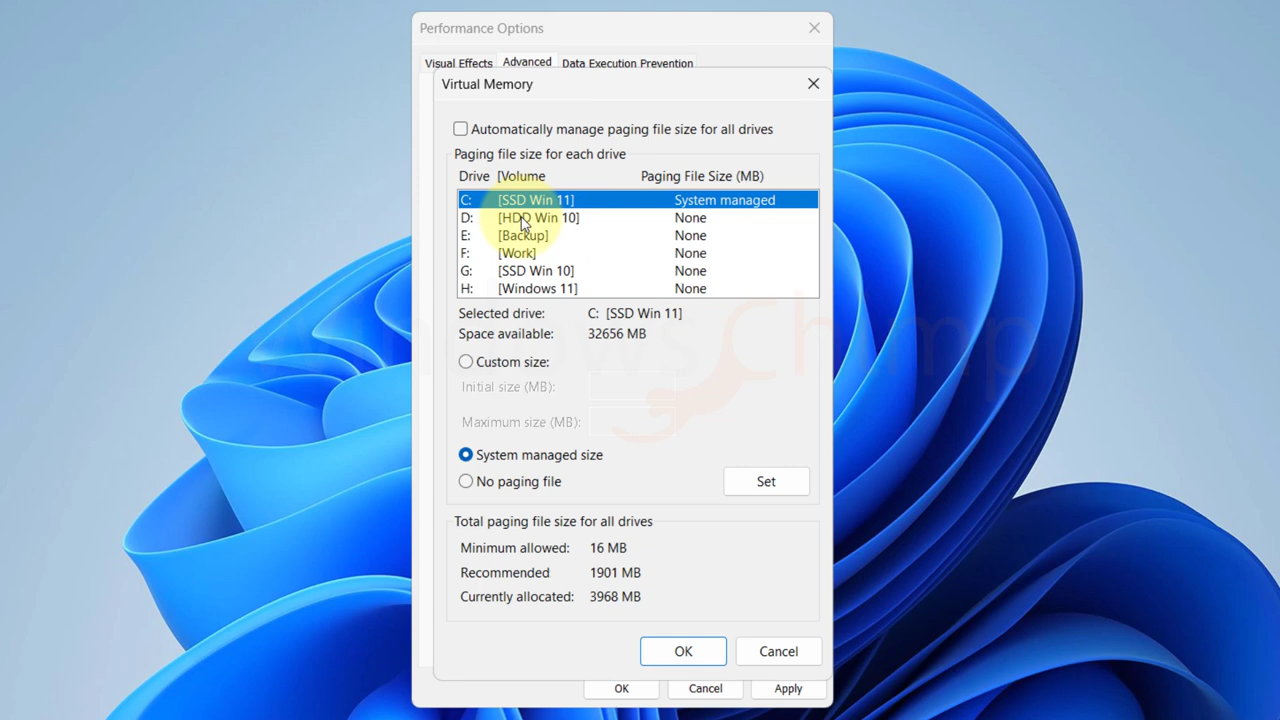 Performance Options
Visual Effects Advanced Data Execution Prevention
Virtual Memory
Automatically manage paging file size for all drives
Paging file size for each drive
Drive [Volume Paging File Size (MB)
C: [SSD Win 11] System managed
D: [HDD Win 10] None
E: [Backup] None
F: [Work] None
G: [SSD Win 10] None
H: [Windows 11] None
Selected drive: C: [SSD Win 11]
Space available: 32656 MB
Custom size:
Initial size (MB):
Maximum size (MB):
System managed size
No paging file
Set
Total paging file size for all drives
Minimum allowed: 16 MB
Recommended 1901 MB
Currently allocated: 3968 MB
OK Cancel
OK Cancel Apply